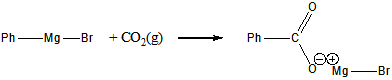 Ph—Mg—Br + CO2(g) → Ph—C
O
O⊖ ⊕Mg—Br